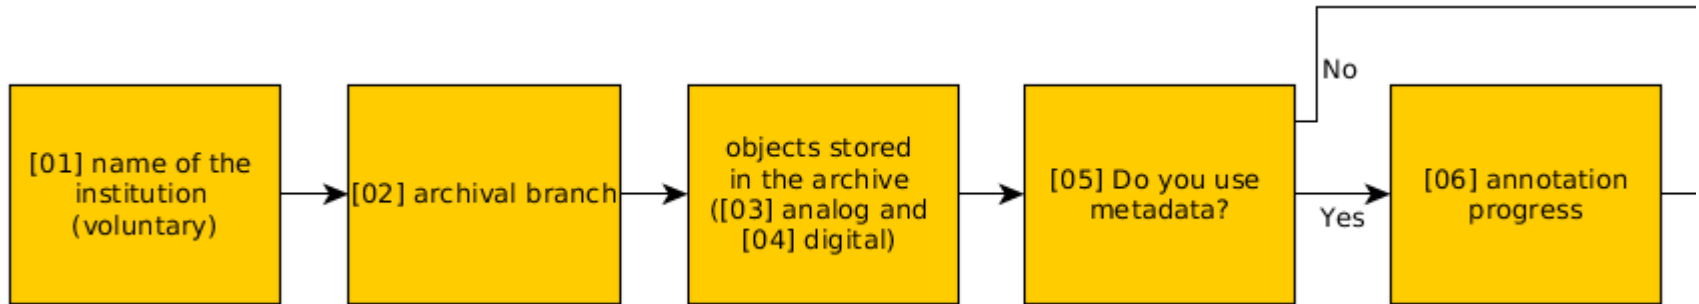 [01] name of the
institution
(voluntary)
[02] archival branch
objects stored
in the archive
([03] analog and
[04] digital)
[05] Do you use
metadata?
No
Yes
[06] annotation
progress